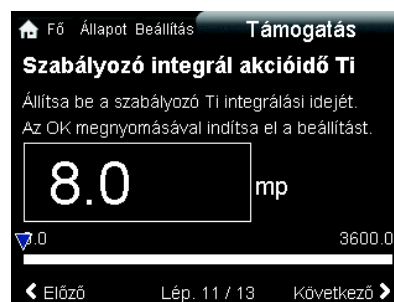 Fő Állapot Beállítás Támogatás
Szabályozó integrál akcióidő Ti
Állítsa be a szabályozó Ti integrálási idejét.
Az OK megnyomásával indítsa el a beállítást.
8.0 mp
3600.0
Előző Lép. 11 / 13 Következő